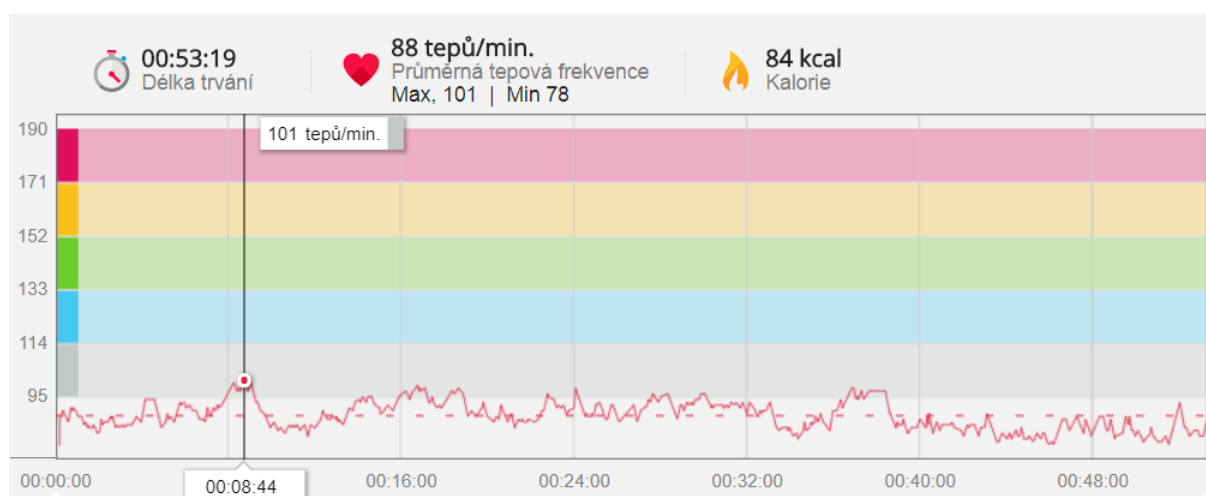 00:53:19
Délka trvání
88 tepů/min.
Průměrná tepová frekvence
Max, 101 | Min 78
84 kcal
Kalorie
190
101 tepů/min.
171
152
133
114
95
00:00:00
00:08:44
00:16:00
00:24:00
00:32:00
00:40:00
00:48:00